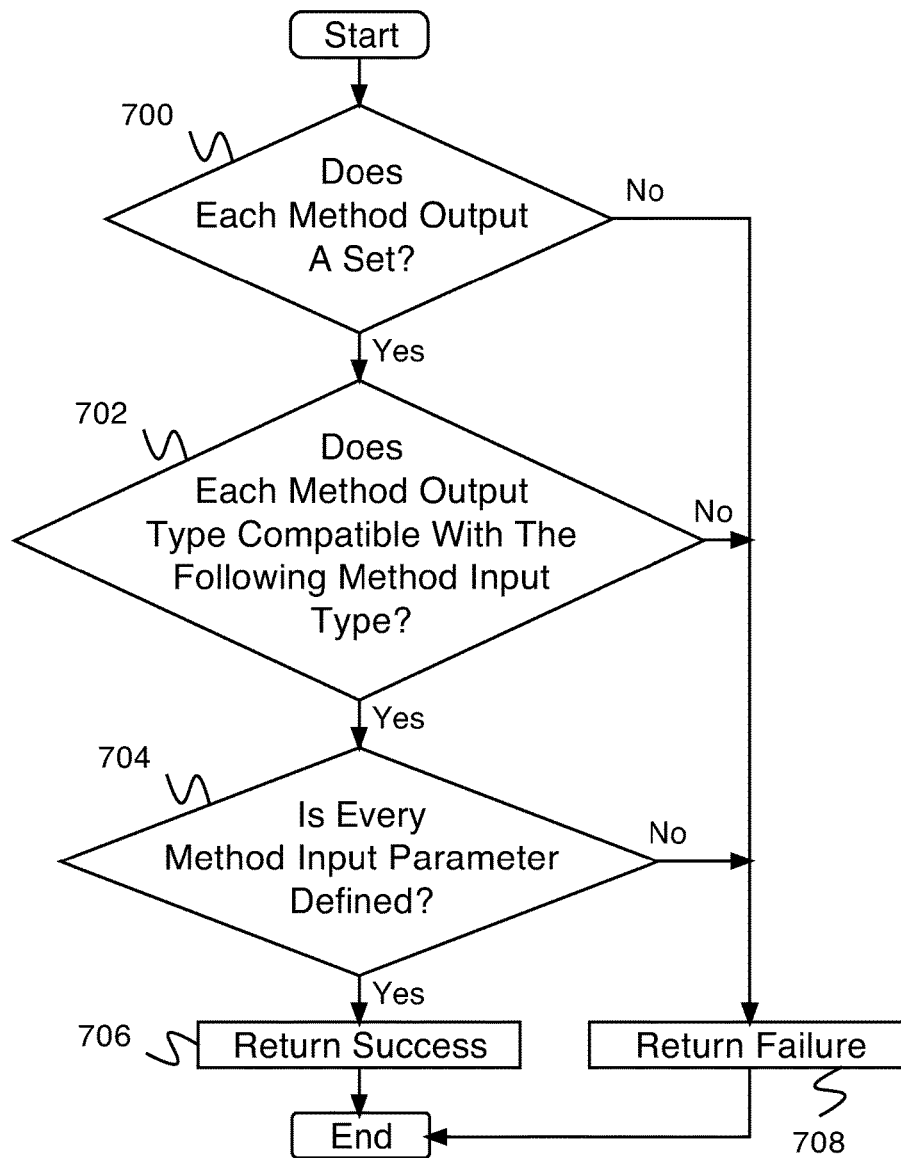 Start
700
Does
Each Method Output
A Set?
No
Yes
702
Does
Each Method Output
Type Compatible With The
Following Method Input
Type?
No
Yes
704
Is Every
Method Input Parameter
Defined?
No
Yes
706
Return Success
Return Failure
End
708